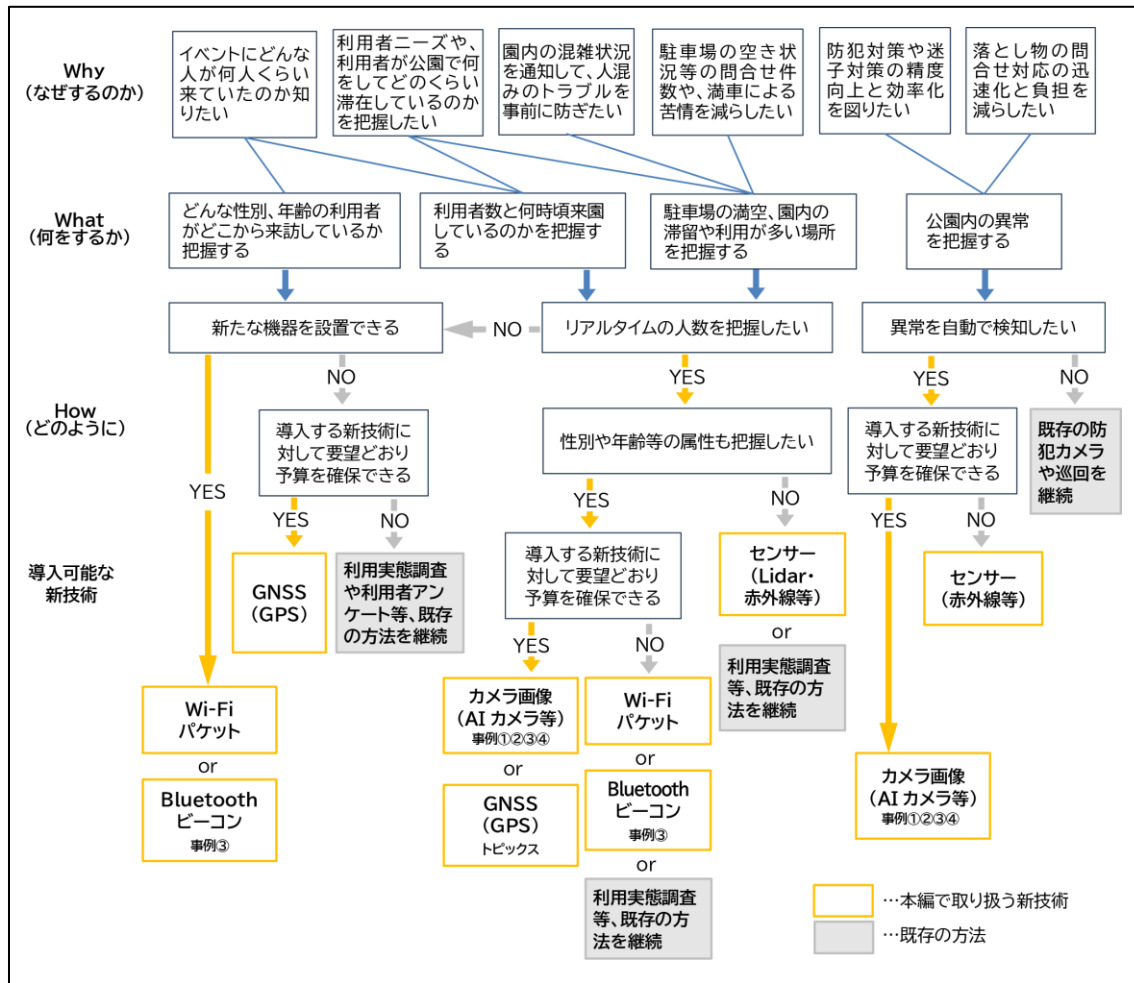 Why
(なぜするのか)
イベントにどんな
人が何人くらい
来ていたのか知
りたい
利用者ニーズや、
利用者が公園で何
をしてどのくらい
滞在しているのか
を把握したい
園内の混雑状況
を通知して、人混
みのトラブルを
事前に防ぎたい
駐車場の空き状
況等の問合せ件
数や、満車による
苦情を減らしたい
防犯対策や迷
子対策の精度
向上と効率化
を図りたい
落とし物の問
合せ対応の迅
速化と負担を
減らしたい
What
(何をするか)
どんな性別、年齢の利用者
がどこから来訪しているか
把握する
利用者数と何時頃来園
しているのかを把握す
る
駐車場の満空、園内の
滞留や利用が多い場所
を把握する
公園内の異常
を把握する
新たな機器を設置できる
NO
リアルタイムの人数を把握したい
異常を自動で検知したい
NO
YES
YES
NO
How
(どのように)
導入する新技術に
対して要望どおり
予算を確保できる
性別や年齢等の属性も把握したい
導入する新技術に
対して要望どおり
予算を確保できる
既存の防
犯カメラ
や巡回を
継続
YES
YES
NO
YES
NO
YES
NO
導入可能な
新技術
GNSS
(GPS)
利用実態調査
や利用者アン
ケート等、既存
の方法を継続
導入する新技術に
対して要望どおり
予算を確保できる
センサー
(Lidar・
赤外線等)
or
利用実態調査
等、既存の方
法を継続
センサー
(赤外線等)
YES
NO
Wi-Fi
パケット
or
Bluetooth
ビーコン
事例③
カメラ画像
(AIカメラ等)
事例①②③④
or
GNSS
(GPS)
トピックス
Wi-Fi
パケット
or
Bluetooth
ビーコン
事例③
or
利用実態調査
等、既存の方
法を継続
カメラ画像
(AIカメラ等)
事例①②③④
…本編で取り扱う新技術
…既存の方法